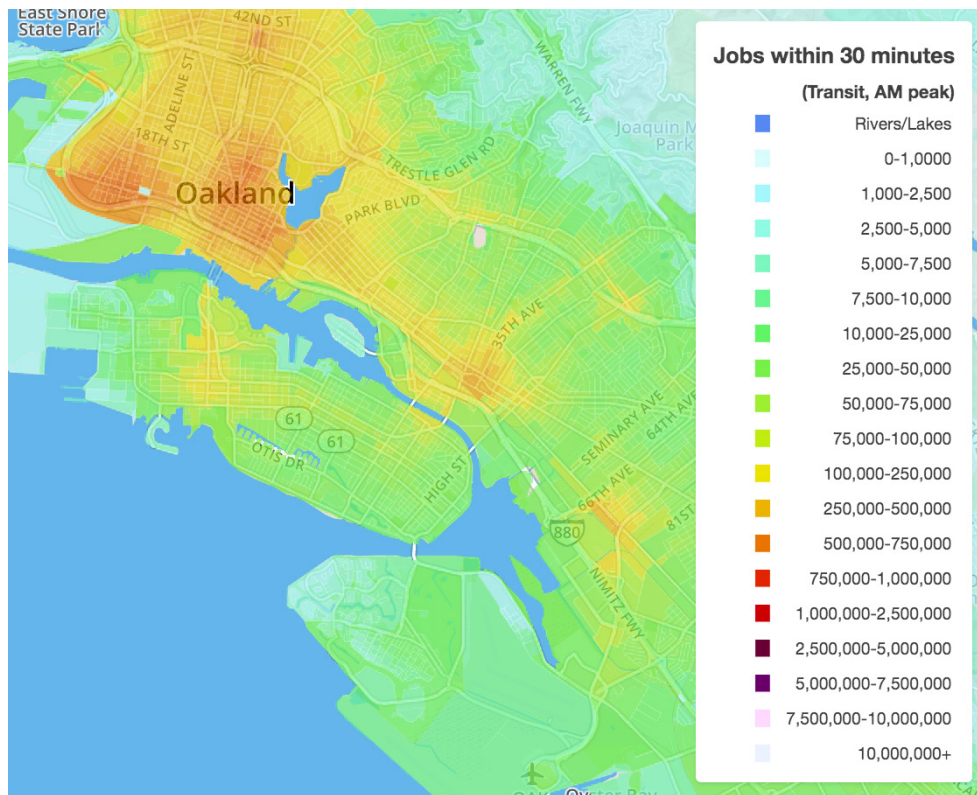 East Shore
State Park
42ND ST
ADELINE ST
18TH ST
Oakland
PARK BLVD
TRESTLE GLEN RD
WARREN FWY
Joaquin M
Park
35TH AVE
61
61
OTIS DR
HIGH ST
SEMINARY AVE
64TH AVE
66TH AVE
81ST
880
NIMITZ FWY
Oyster Bay
Jobs within 30 minutes
(Transit, AM peak)
Rivers/Lakes
0-1,0000
1,000-2,500
2,500-5,000
5,000-7,500
7,500-10,000
10,000-25,000
25,000-50,000
50,000-75,000
75,000-100,000
100,000-250,000
250,000-500,000
500,000-750,000
750,000-1,000,000
1,000,000-2,500,000
2,500,000-5,000,000
5,000,000-7,500,000
7,500,000-10,000,000
10,000,000+